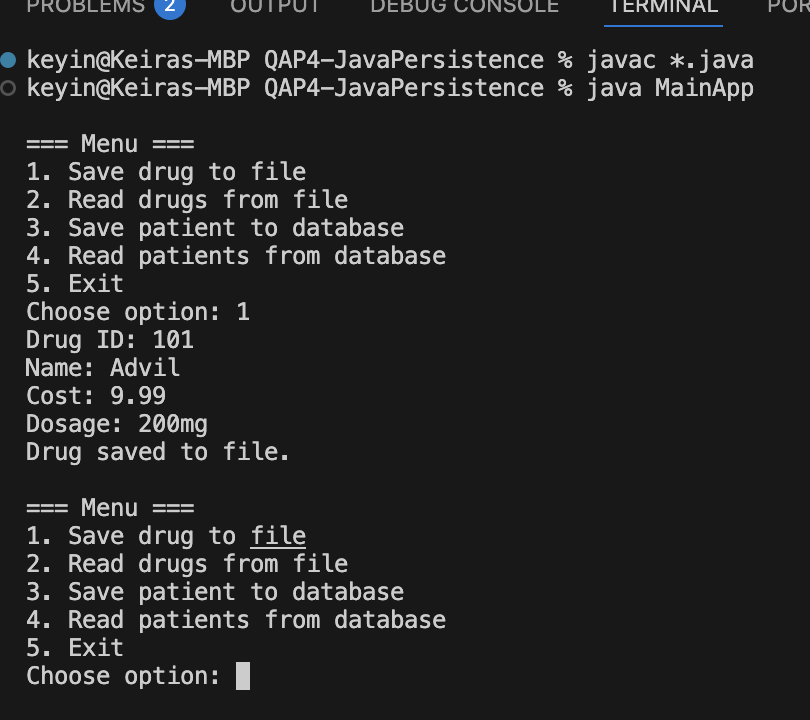 PROBLEMS 2 OUTPUT DEBUG CONSOLE TERMINAL POR
keyin@Keiras-MBP QAP4-JavaPersistence % javac *.java
keyin@Keiras-MBP QAP4-JavaPersistence % java MainApp
=== Menu ===
1. Save drug to file
2. Read drugs from file
3. Save patient to database
4. Read patients from database
5. Exit
Choose option: 1
Drug ID: 101
Name: Advil
Cost: 9.99
Dosage: 200mg
Drug saved to file.
=== Menu ===
1. Save drug to file
2. Read drugs from file
3. Save patient to database
4. Read patients from database
5. Exit
Choose option: